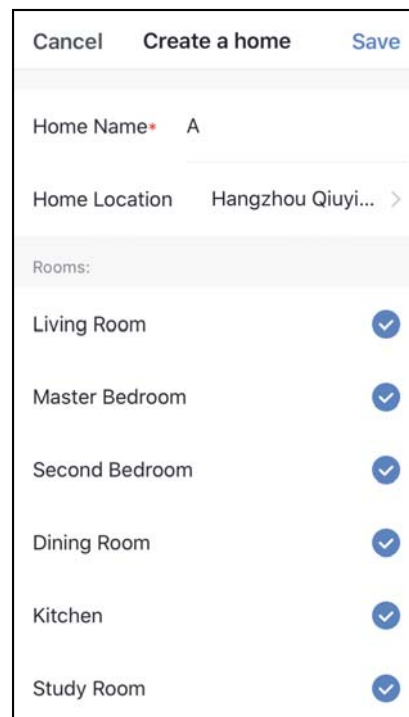 Cancel Create a home Save
Home Name* A
Home Location Hangzhou Qiuyi... >
Rooms:
Living Room
Master Bedroom
Second Bedroom
Dining Room
Kitchen
Study Room